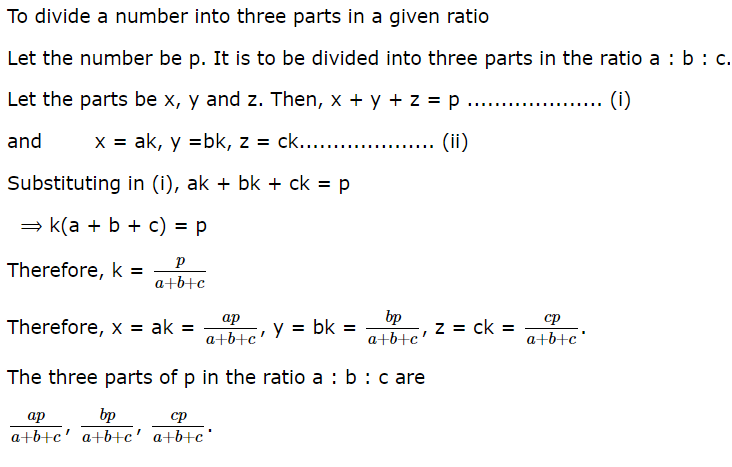 To divide a number into three parts in a given ratio
Let the number be p. It is to be divided into three parts in the ratio a : b : c.
Let the parts be x, y and z. Then, x + y + z = p .................... (i)
and x = ak, y =bk, z = ck.................... (ii)
Substituting in (i), ak + bk + ck = p
⟹ k(a + b + c) = p
Therefore, k = \frac{p}{a+b+c}
Therefore, x = ak = \frac{ap}{a+b+c}, y = bk = \frac{bp}{a+b+c}, z = ck = \frac{cp}{a+b+c}.
The three parts of p in the ratio a : b : c are
\frac{ap}{a+b+c}, \frac{bp}{a+b+c}, \frac{cp}{a+b+c}.